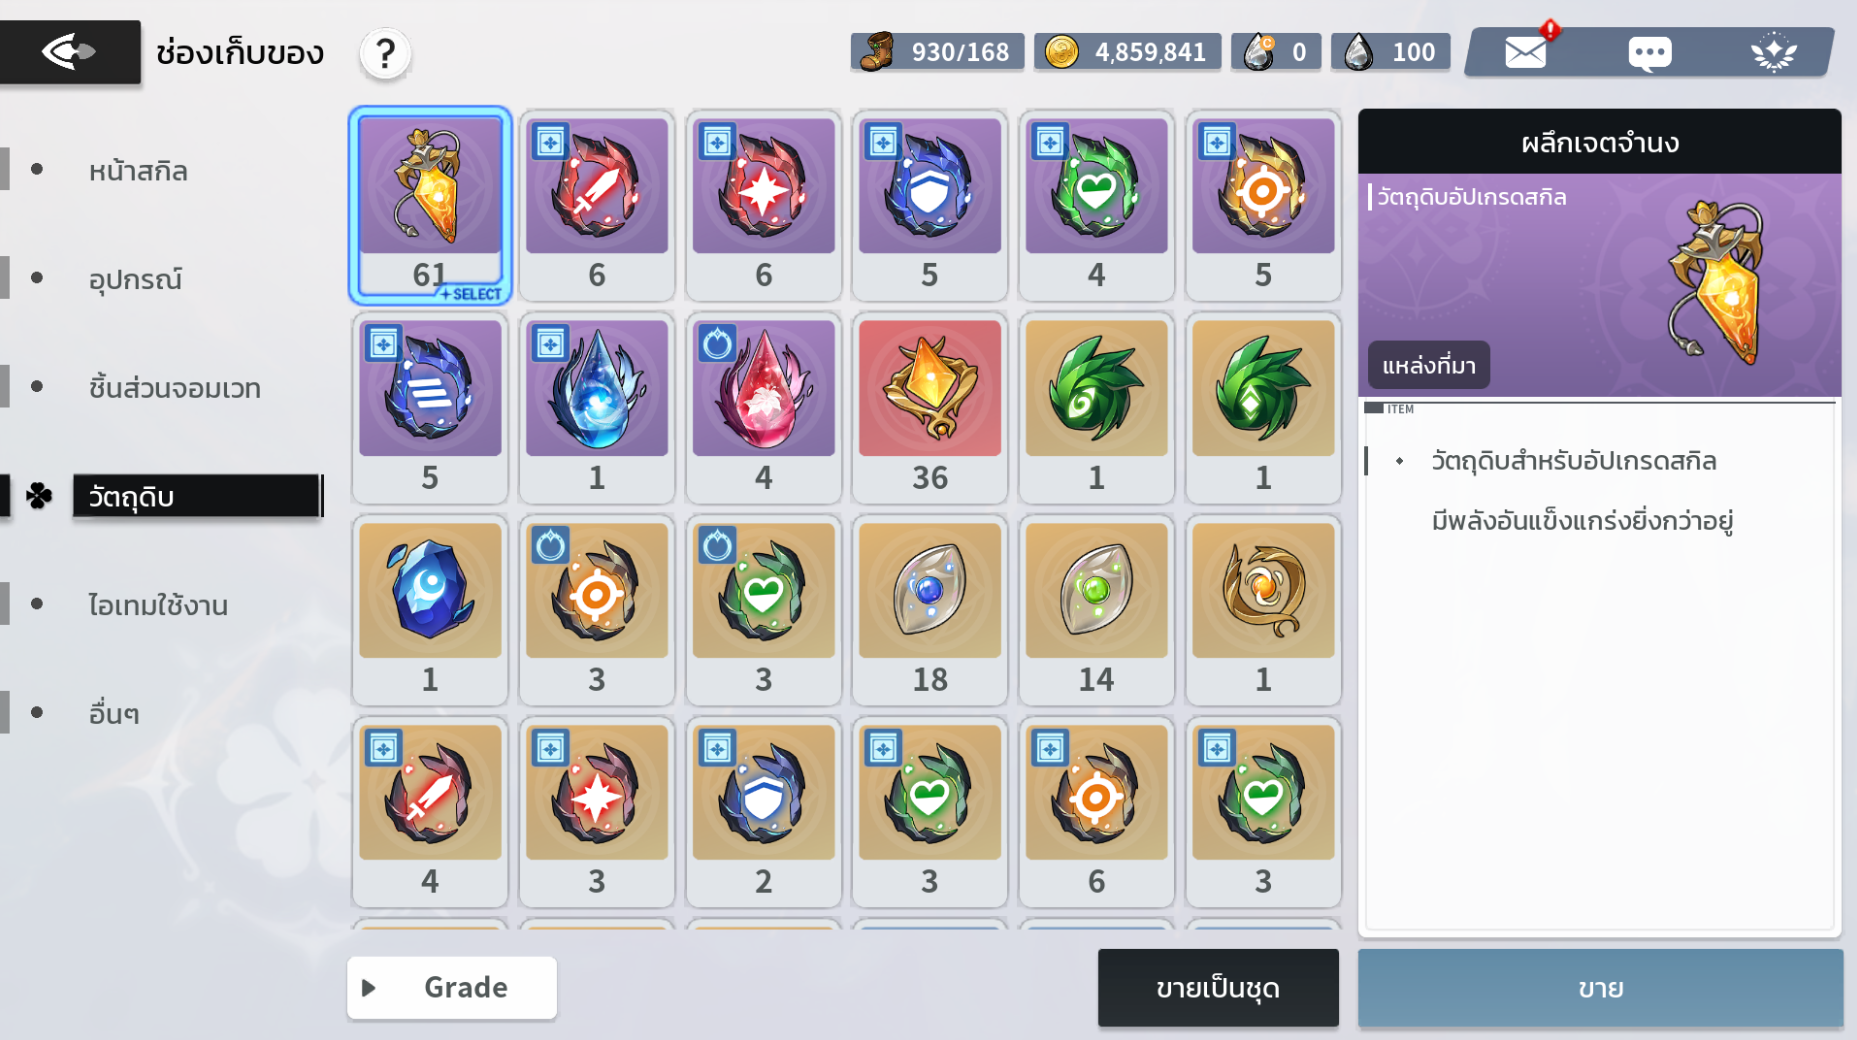 ช่องเก็บของ
?
930/168
4,859,841
0
100
หน้าสกิล
อุปกรณ์
ชิ้นส่วนจอมเวท
วัตถุดิบ
ไอเทมใช้งาน
อื่นๆ
61
+SELECT
6
6
5
4
5
5
1
4
36
1
1
1
3
3
18
14
1
4
3
2
3
6
3
Grade
ขายเป็นชุด
ผลึกเจตจำนง
วัตถุดิบอัปเกรดสกิล
แหล่งที่มา
ITEM
วัตถุดิบสำหรับอัปเกรดสกิล
มีพลังอันแข็งแกร่งยิ่งกว่าอยู่
ขาย